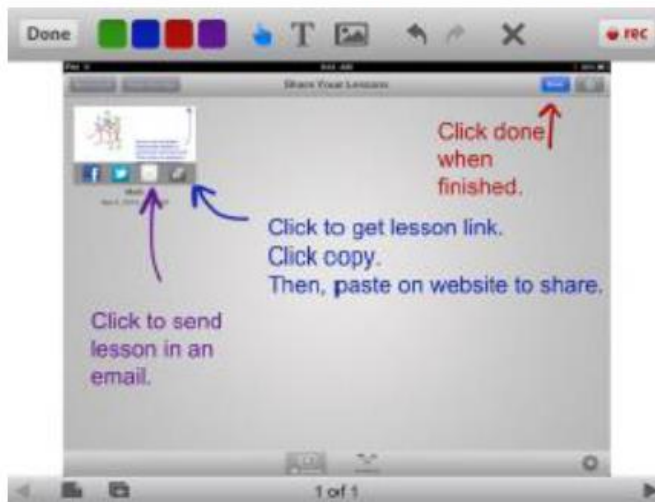 Done
T
rec
Share Your Lessons
Click done
when
finished.
f
Click to get lesson link.
Click copy.
Then, paste on website to share.
Click to send
lesson in an
email.
1 of 1